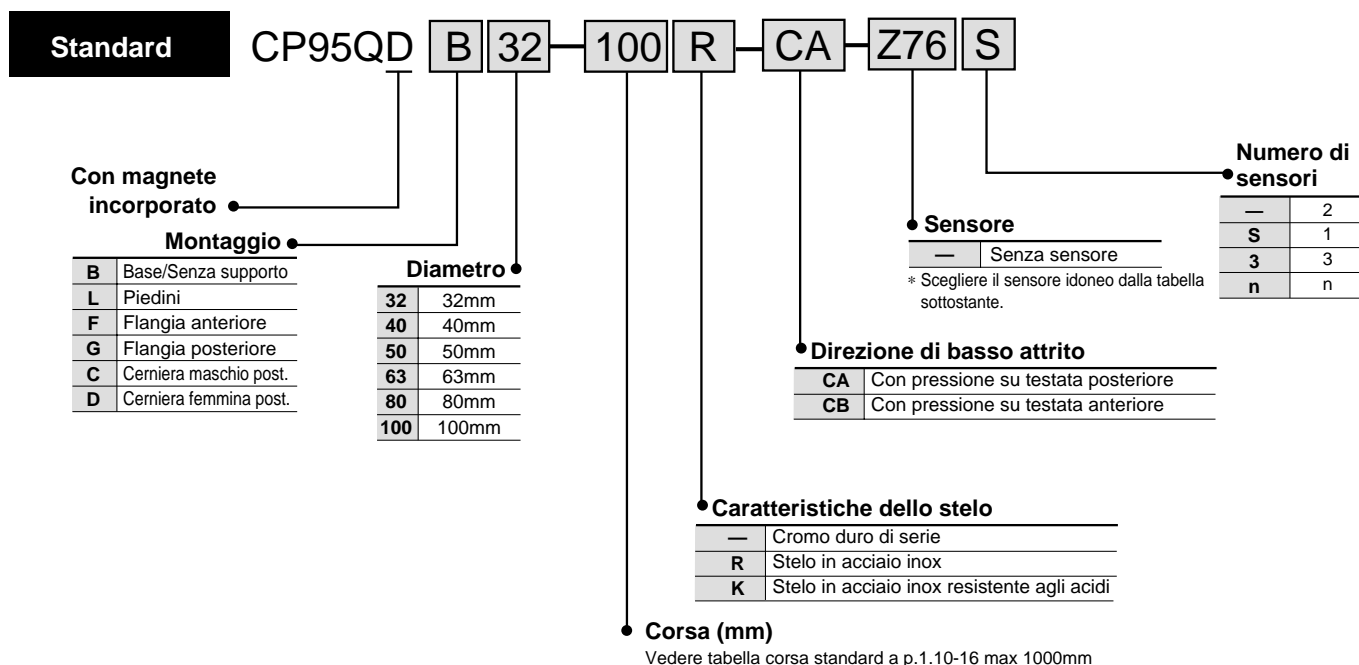 Standard
CP95QD B 32 — 100 R — CA — Z76 S
Con magnete
incorporato
Montaggio
B Base/Senza supporto
L Piedini
F Flangia anteriore
G Flangia posteriore
C Cerniera maschio post.
D Cerniera femmina post.
Diametro
32 32mm
40 40mm
50 50mm
63 63mm
80 80mm
100 100mm
Numero di
sensori
— 2
S 1
3 3
n n
Sensore
— Senza sensore
* Scegliere il sensore idoneo dalla tabella
sottostante.
Direzione di basso attrito
CA Con pressione su testata posteriore
CB Con pressione su testata anteriore
Caratteristiche dello stelo
— Cromo duro di serie
R Stelo in acciaio inox
K Stelo in acciaio inox resistente agli acidi
Corsa (mm)
Vedere tabella corsa standard a p.1.10-16 max 1000mm